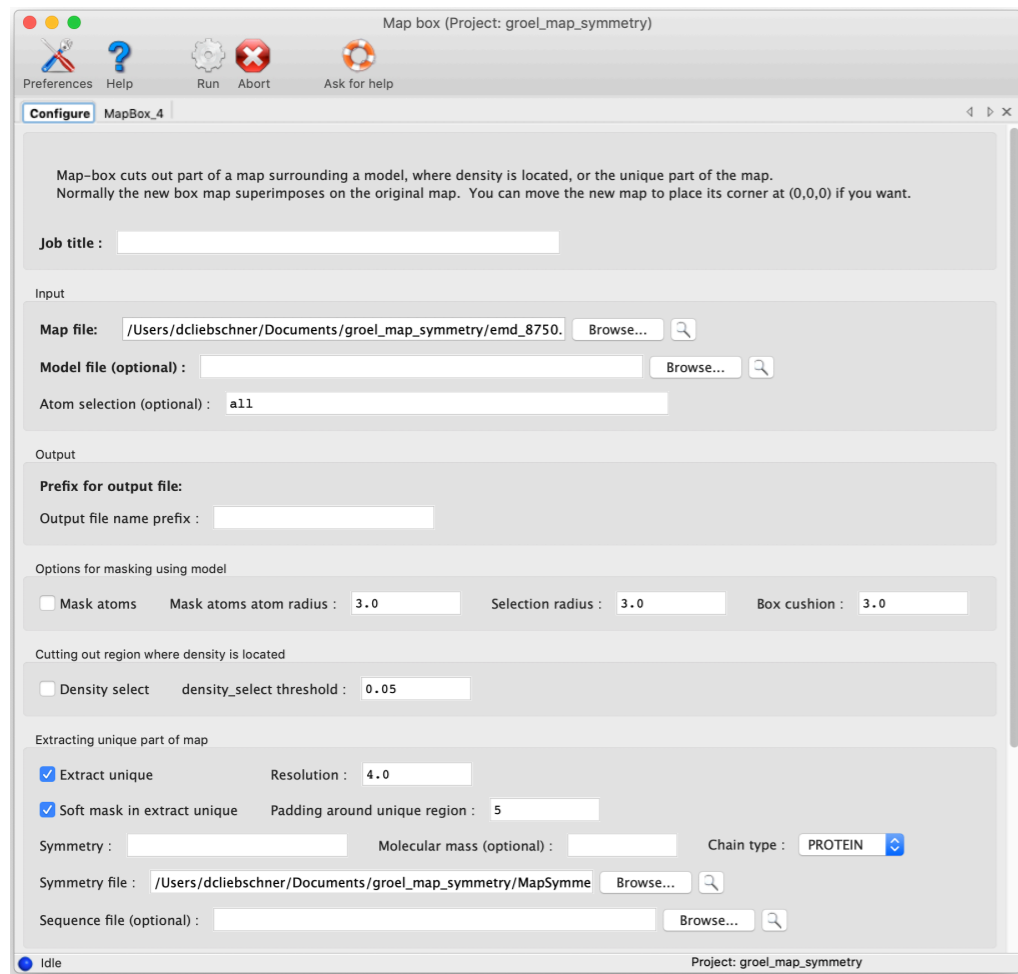 Map box (Project: groel_map_symmetry)
Preferences Help Run Abort Ask for help
Configure MapBox_4
Map-box cuts out part of a map surrounding a model, where density is located, or the unique part of the map.
Normally the new box map superimposes on the original map. You can move the new map to place its corner at (0,0,0) if you want.
Job title :
Input
Map file: /Users/dcliebschner/Documents/groel_map_symmetry/emd_8750. Browse...
Model file (optional) : Browse...
Atom selection (optional) : all
Output
Prefix for output file:
Output file name prefix :
Options for masking using model
Mask atoms Mask atoms atom radius : 3.0 Selection radius : 3.0 Box cushion : 3.0
Cutting out region where density is located
Density select density_select threshold : 0.05
Extracting unique part of map
Extract unique Resolution : 4.0
Soft mask in extract unique Padding around unique region : 5
Symmetry : Molecular mass (optional) : Chain type : PROTEIN
Symmetry file : /Users/dcliebschner/Documents/groel_map_symmetry/MapSymme Browse...
Sequence file (optional) : Browse...
Idle Project: groel_map_symmetry